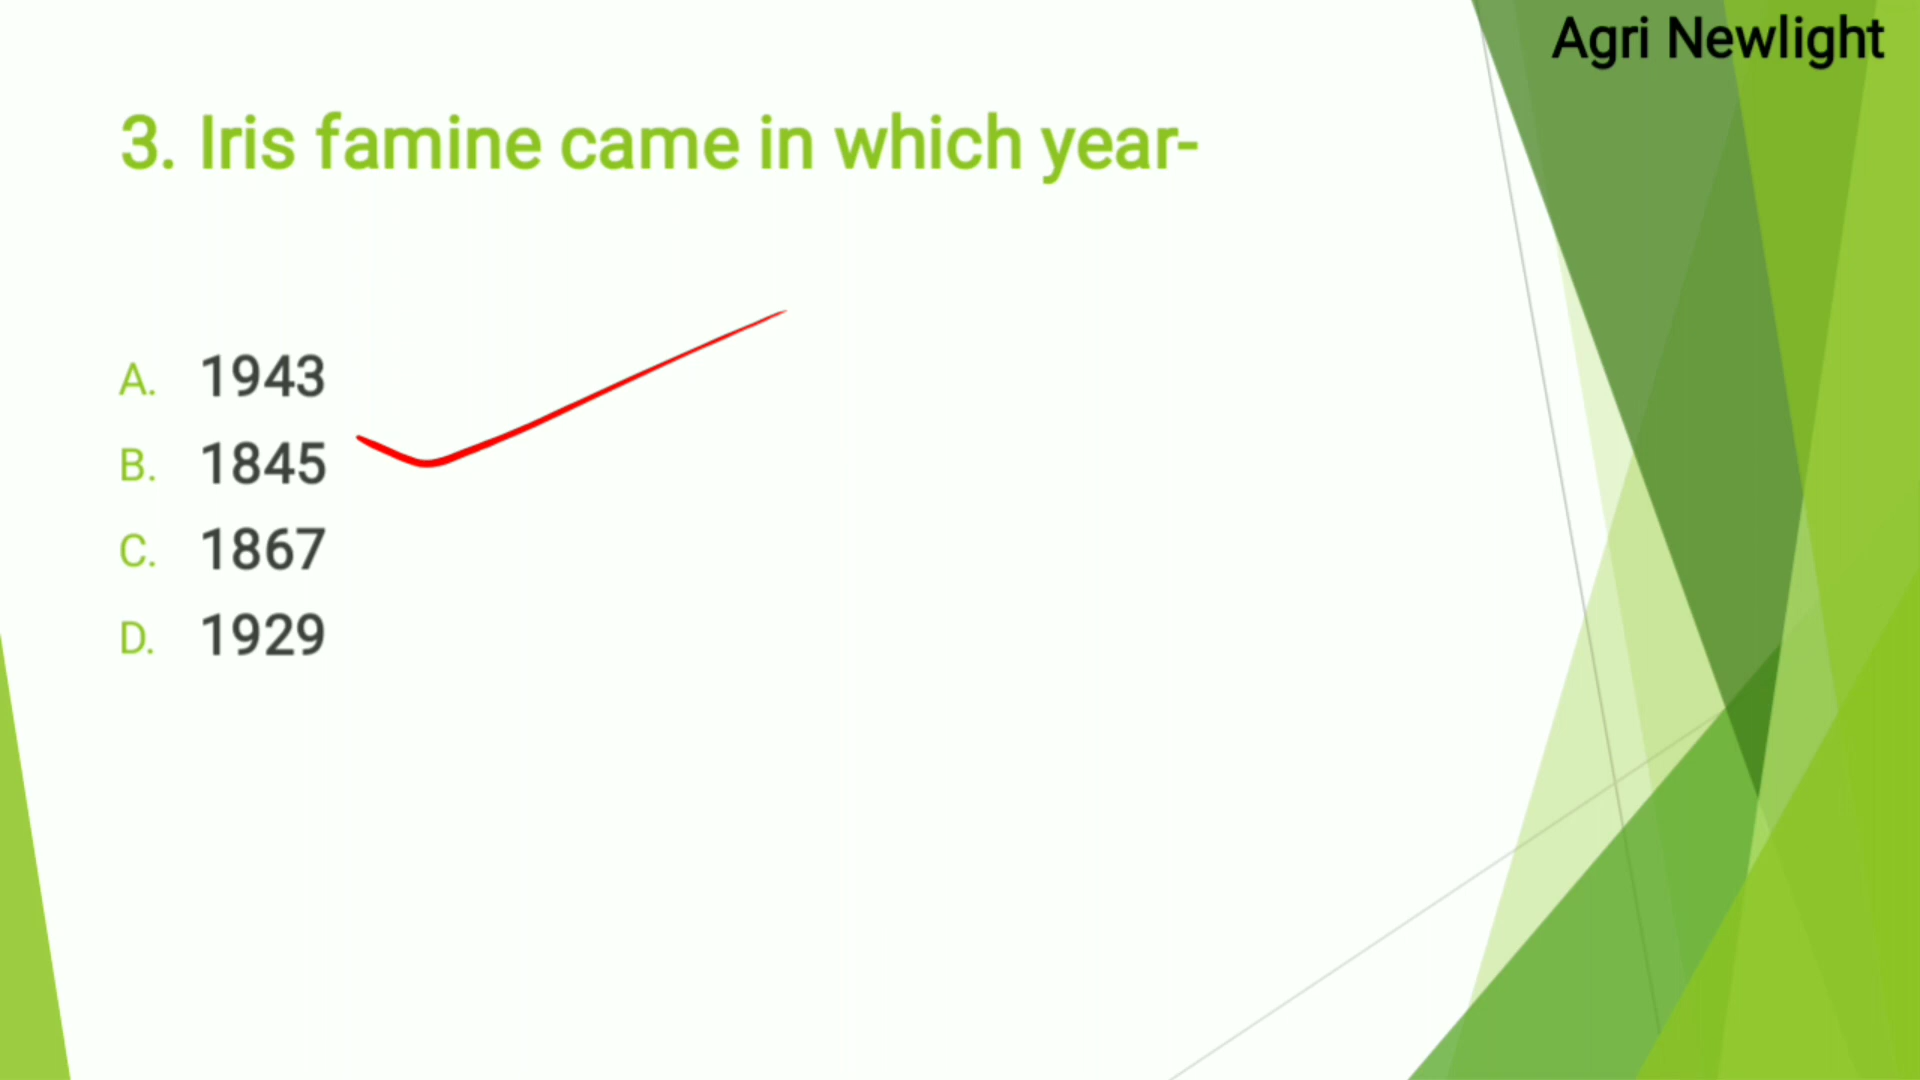 Agri Newlight
3. Iris famine came in which year-
A. 1943
B. 1845
C. 1867
D. 1929